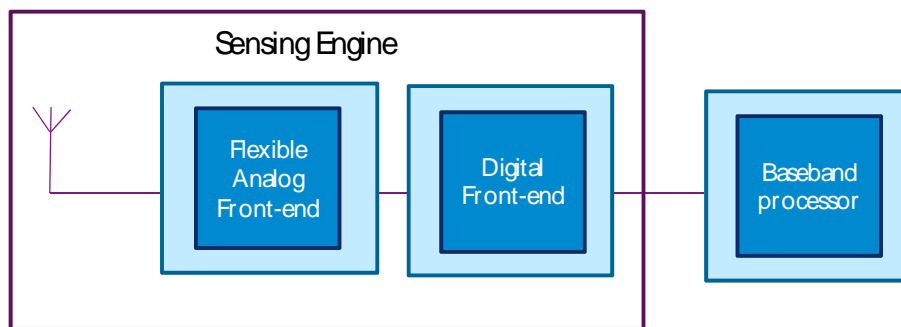 Sensing Engine
Flexible
Analog
Front-end
Digital
Front-end
Baseband
processor